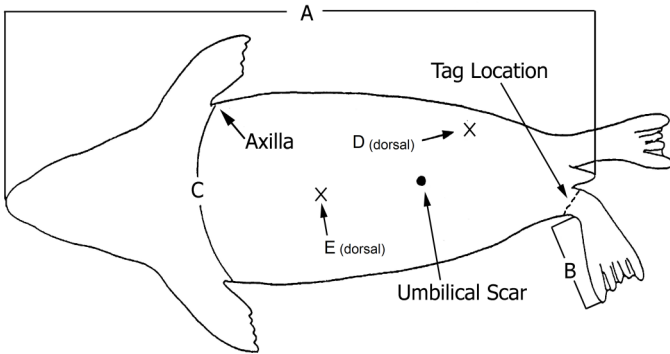 A
Tag Location
Axilla
D (dorsal)
C
E (dorsal)
B
Umbilical Scar